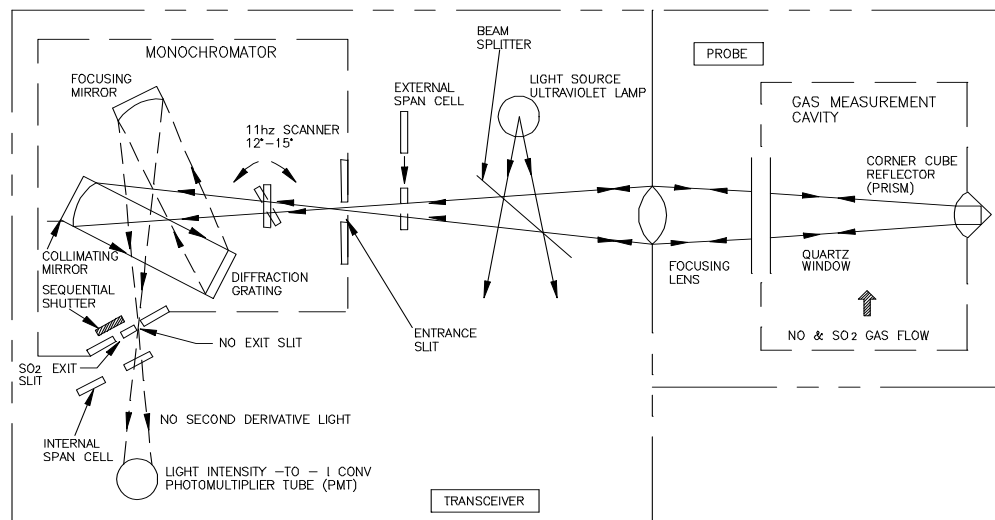 MONOCHROMATOR
FOCUSING
MIRROR
11hz SCANNER
12°-15°
EXTERNAL
SPAN CELL
BEAM
SPLITTER
LIGHT SOURCE
ULTRAVIOLET LAMP
PROBE
GAS MEASUREMENT
CAVITY
CORNER CUBE
REFLECTOR
(PRISM)
COLLIMATING
MIRROR
DIFFRACTION
GRATING
SEQUENTIAL
SHUTTER
FOCUSING
LENS
QUARTZ
WINDOW
NO & SO2 GAS FLOW
ENTRANCE
SLIT
NO EXIT SLIT
SO2 EXIT
SLIT
NO SECOND DERIVATIVE LIGHT
INTERNAL
SPAN CELL
LIGHT INTENSITY -TO - I CONV
PHOTOMULTIPLIER TUBE (PMT)
TRANSCEIVER